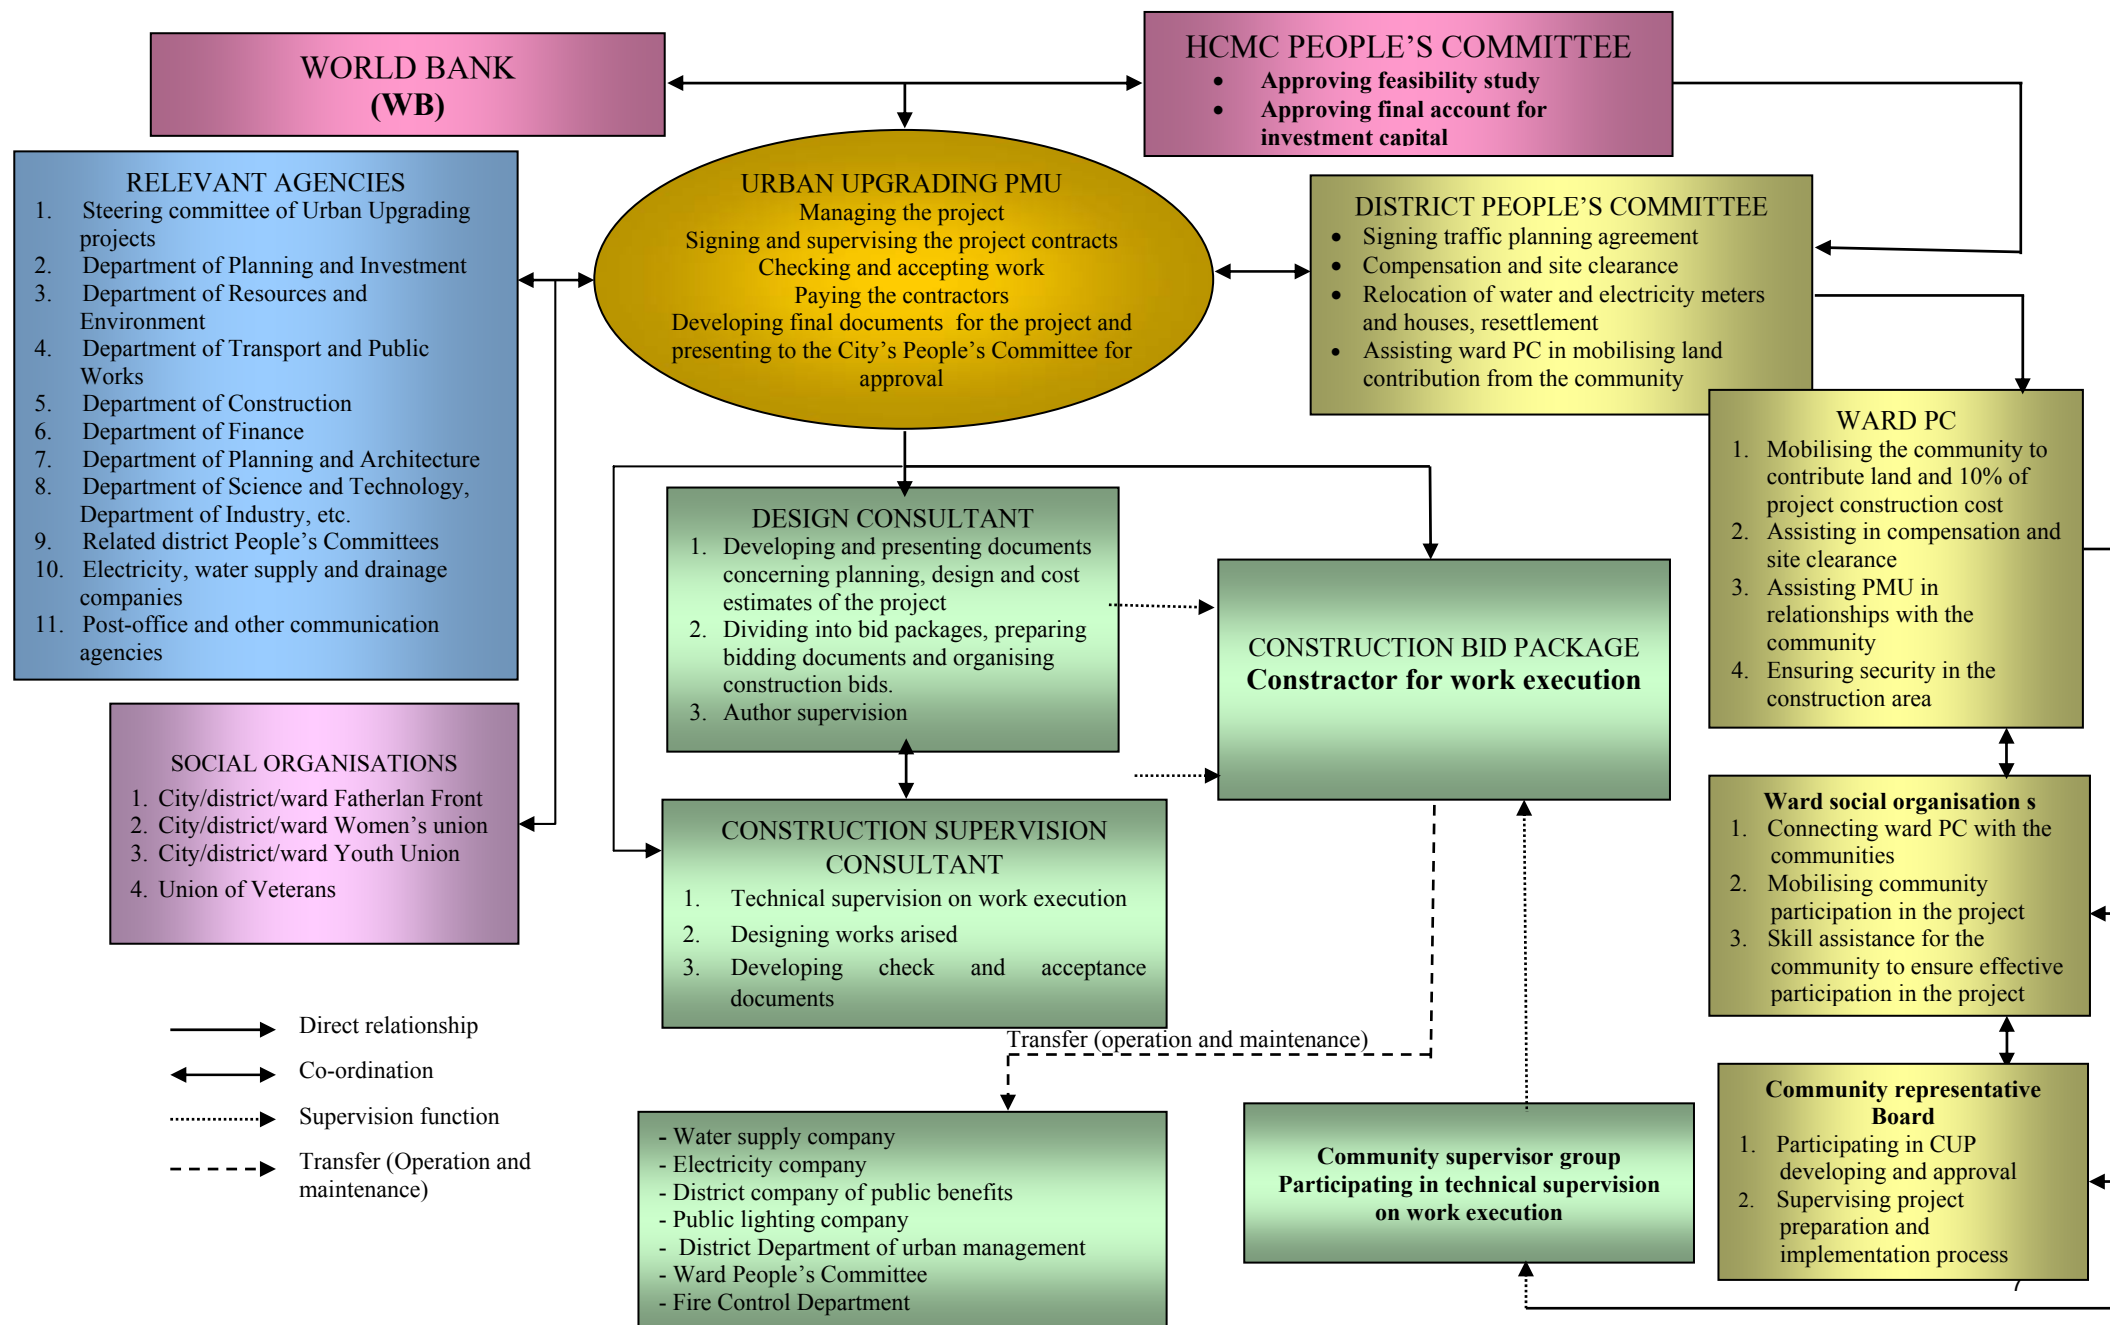 WORLD BANK
(WB)
HCMC PEOPLE’S COMMITTEE
• Approving feasibility study
• Approving final account for
investment capital
RELEVANT AGENCIES
1. Steering committee of Urban Upgrading
projects
2. Department of Planning and Investment
3. Department of Resources and
Environment
4. Department of Transport and Public
Works
5. Department of Construction
6. Department of Finance
7. Department of Planning and Architecture
8. Department of Science and Technology,
Department of Industry, etc.
9. Related district People’s Committees
10. Electricity, water supply and drainage
companies
11. Post-office and other communication
agencies
URBAN UPGRADING PMU
Managing the project
Signing and supervising the project contracts
Checking and accepting work
Paying the contractors
Developing final documents for the project and
presenting to the City’s People’s Committee for
approval
DISTRICT PEOPLE’S COMMITTEE
• Signing traffic planning agreement
• Compensation and site clearance
• Relocation of water and electricity meters
and houses, resettlement
• Assisting ward PC in mobilising land
contribution from the community
WARD PC
1. Mobilising the community to
contribute land and 10% of
project construction cost
2. Assisting in compensation and
site clearance
3. Assisting PMU in
relationships with the
community
4. Ensuring security in the
construction area
DESIGN CONSULTANT
1. Developing and presenting documents
concerning planning, design and cost
estimates of the project
2. Dividing into bid packages, preparing
bidding documents and organising
construction bids.
3. Author supervision
CONSTRUCTION BID PACKAGE
Constractor for work execution
SOCIAL ORGANISATIONS
1. City/district/ward Fatherlan Front
2. City/district/ward Women’s union
3. City/district/ward Youth Union
4. Union of Veterans
CONSTRUCTION SUPERVISION
CONSULTANT
1. Technical supervision on work execution
2. Designing works arised
3. Developing check and acceptance
documents
Ward social organisation s
1. Connecting ward PC with the
communities
2. Mobilising community
participation in the project
3. Skill assistance for the
community to ensure effective
participation in the project
Direct relationship
Co-ordination
Supervision function
Transfer (Operation and
maintenance)
Transfer (operation and maintenance)
- Water supply company
- Electricity company
- District company of public benefits
- Public lighting company
- District Department of urban management
- Ward People’s Committee
- Fire Control Department
Community supervisor group
Participating in technical supervision
on work execution
Community representative
Board
1. Participating in CUP
developing and approval
2. Supervising project
preparation and
implementation process